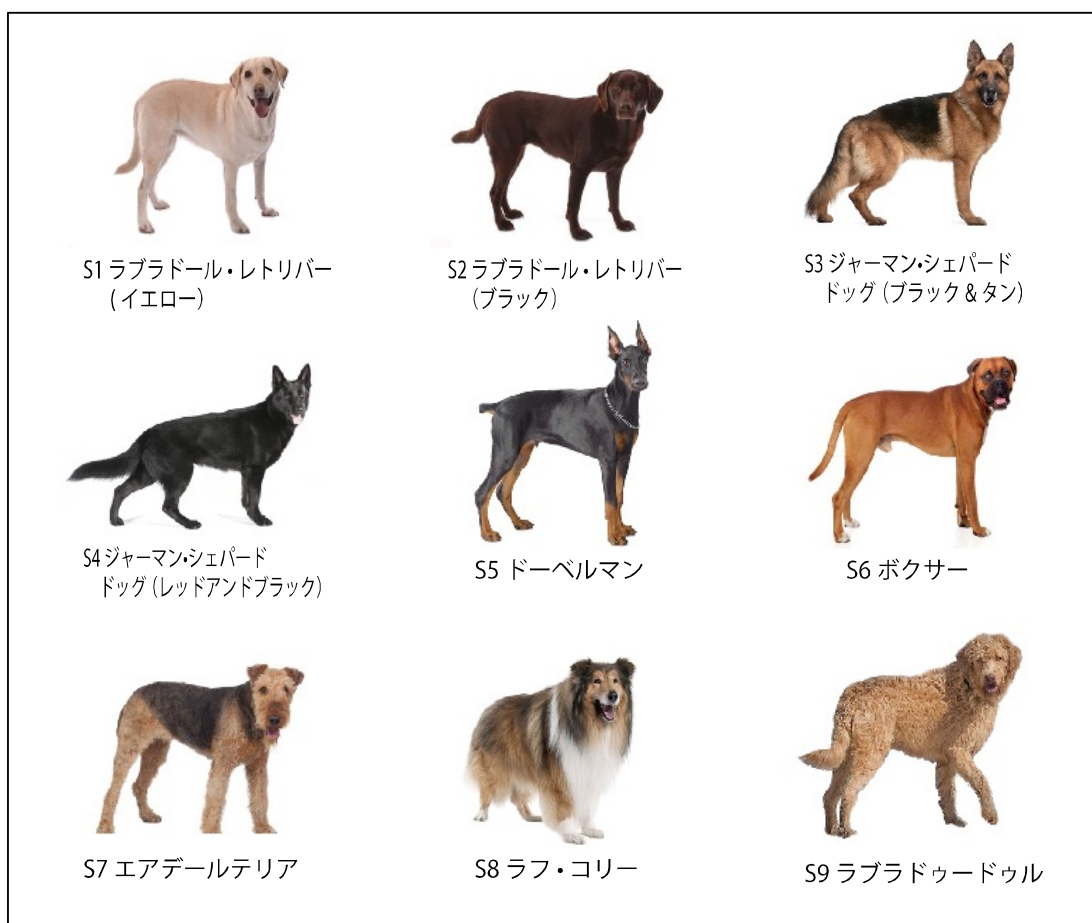 S1 ラブラドール・レトリバー
(イエロー)
S2 ラブラドール・レトリバー
(ブラック)
S3 ジャーマン・シェパード
ドッグ (ブラック & タン)
S4 ジャーマン・シェパード
ドッグ (レッドアンドブラック)
S5 ドーベルマン
S6 ボクサー
S7 エアデールテリア
S8 ラフ・コリー
S9 ラブラドゥードゥル